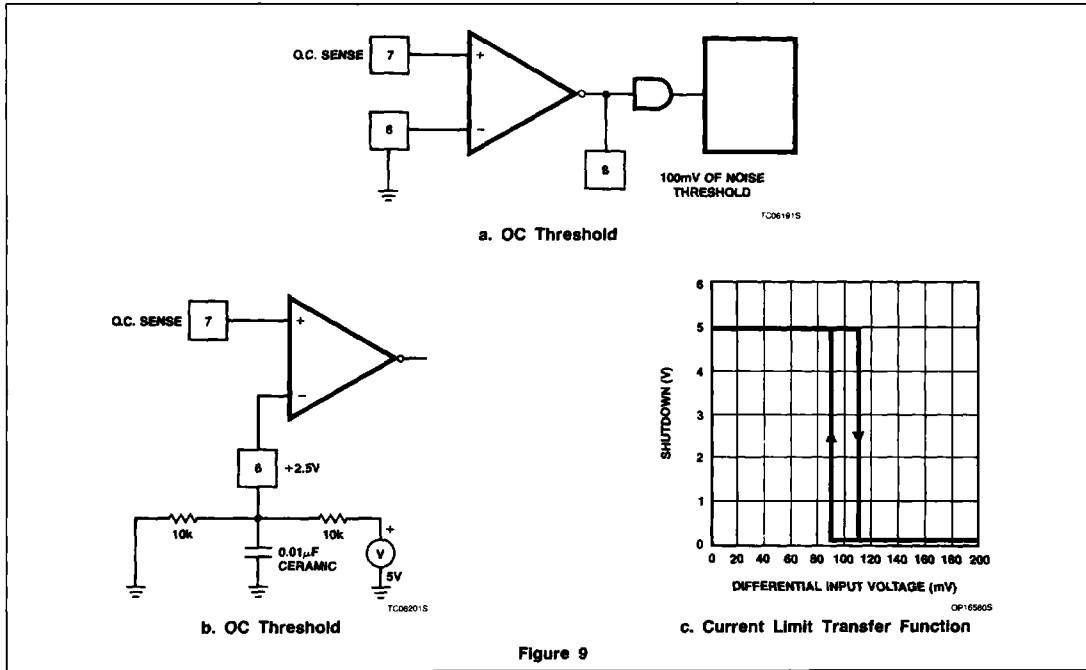 O.C. SENSE
7
+
6
−
8
100mV OF NOISE
THRESHOLD
TC06191S
a. OC Threshold
O.C. SENSE
7
+
−
6
+2.5V
10k
10k
+
V
5V
0.01μF
CERAMIC
TC06201S
b. OC Threshold
SHUTDOWN (V)
6
5
4
3
2
1
0
0 20 40 60 80 100 120 140 160 180 200
DIFFERENTIAL INPUT VOLTAGE (mV)
OP16580S
c. Current Limit Transfer Function
Figure 9